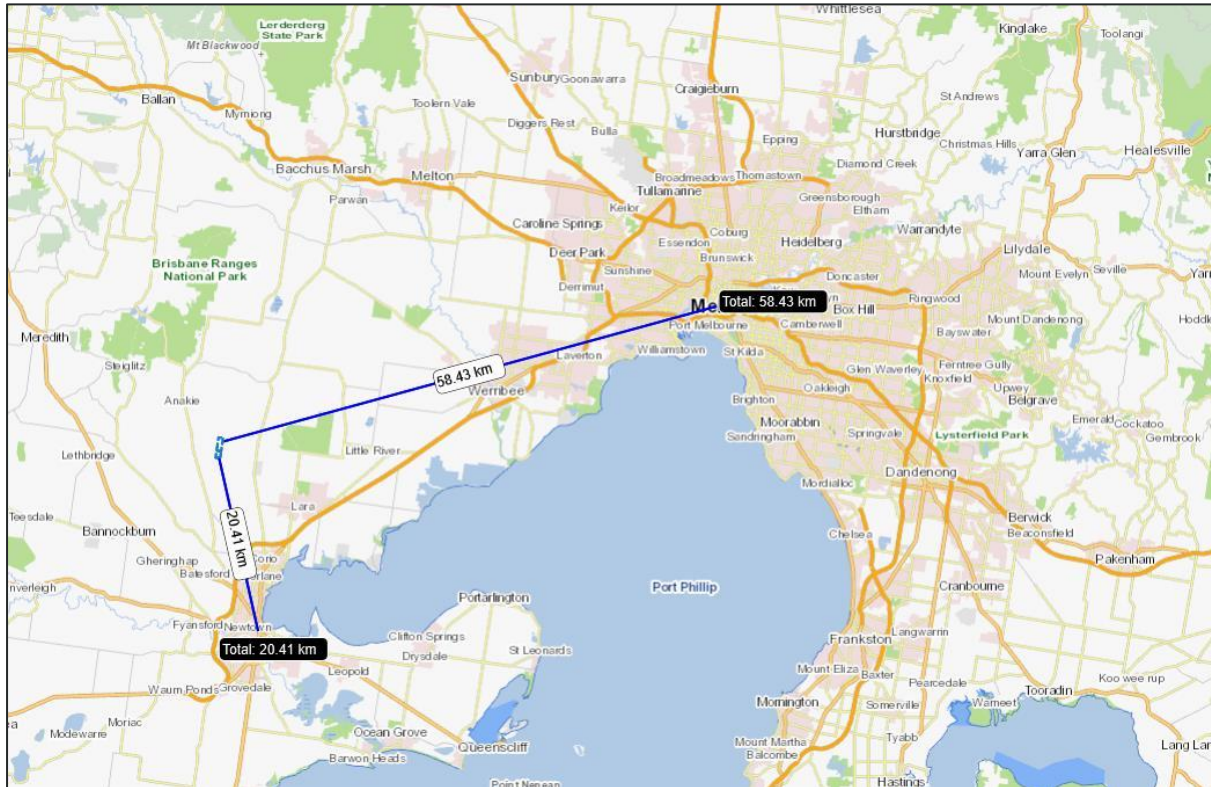 Whittlesea
Lerderderg
State Park
Kinglake
Toolangi
Mt Blackwood
Sunbury
Goonawarra
Craigieburn
St Andrews
Ballan
Myrniong
Toolern Vale
Diggers Rest
Bulla
Epping
Hurstbridge
Christmas Hills
Yarra Glen
Healesville
Bacchus Marsh
Melton
Broadmeadows
Thomastown
Diamond Creek
Parwan
Tullamarine
Greensborough
Keilor
Eltham
Caroline Springs
Coburg
Warrandyte
Essendon
Heidelberg
Lilydale
Deer Park
Brunswick
Brisbane Ranges
National Park
Sunshine
Doncaster
Mount Evelyn
Seville
Derrimut
Ringwood
Total: 58.43 km
Box Hill
Mount Dandenong
Port Melbourne
Camberwell
Bayswater
Meredith
Williamstown
St Kilda
Laverton
Ferntree Gully
Steiglitz
58.43 km
Glen Waverley
Knoxfield
Upwey
Werribee
Oakleigh
Belgrave
Anakie
Brighton
Moorabbin
Emerald
Cockatoo
Springvale
Sandringham
Lysterfield Park
Gembrook
Lethbridge
Little River
Dandenong
Mordialloc
Lara
Teesdale
Berwick
Bannockburn
20.41 km
Chelsea
Beaconsfield
Gheringhap
Corio
Pakenham
Batesford
Port Phillip
Cranbourne
Portarlington
Fyansford
Newtown
Clifton Springs
Langwarrin
Frankston
Total: 20.41 km
Drysdale
St Leonards
Leopold
Mount Eliza
Baxter
Pearcedale
Koo wee rup
Waurn Ponds
Grovedale
Tooradin
Mornington
Somerville
Warneet
Moriac
Modewarre
Ocean Grove
Tyabb
Mount Martha
Queenscliff
Barwon Heads
Balcombe
Lang Lang
Hastings
Point Nepean